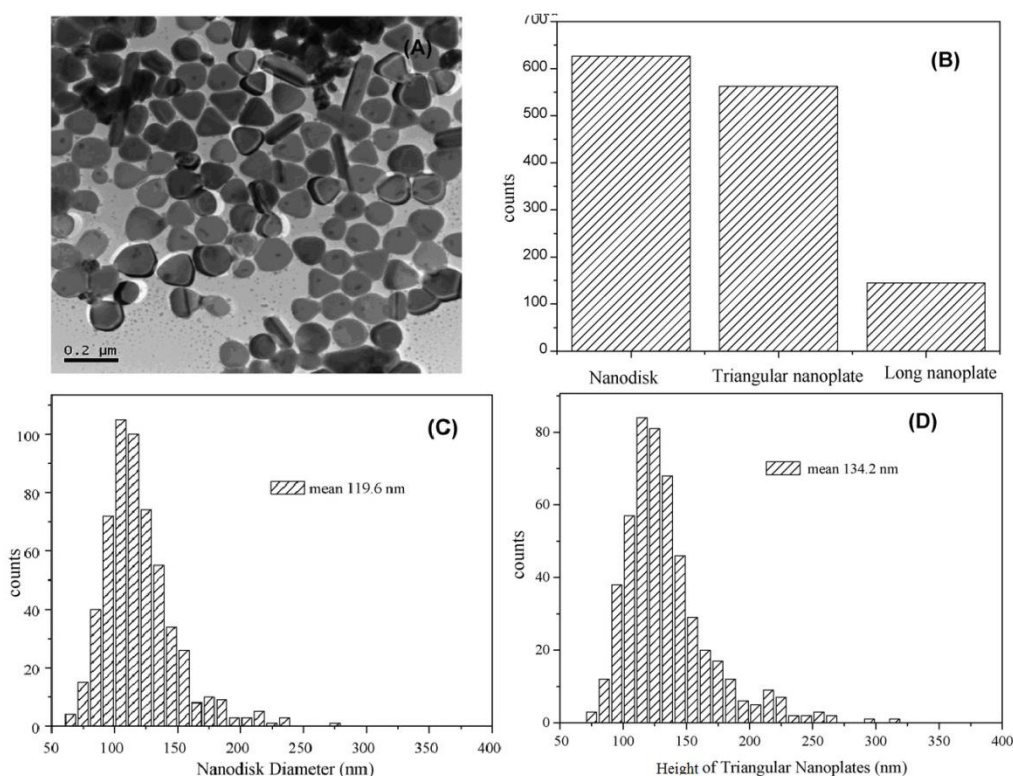 (A)
0.2 µm
(B)
700
600
500
400
300
200
100
0
counts
Nanodisk Triangular nanoplate Long nanoplate
(C)
mean 119.6 nm
100
80
60
40
20
0
counts
50 100 150 200 250 300 350 400
Nanodisk Diameter (nm)
(D)
mean 134.2 nm
80
60
40
20
0
counts
50 100 150 200 250 300 350 400
Height of Triangular Nanoplates (nm)